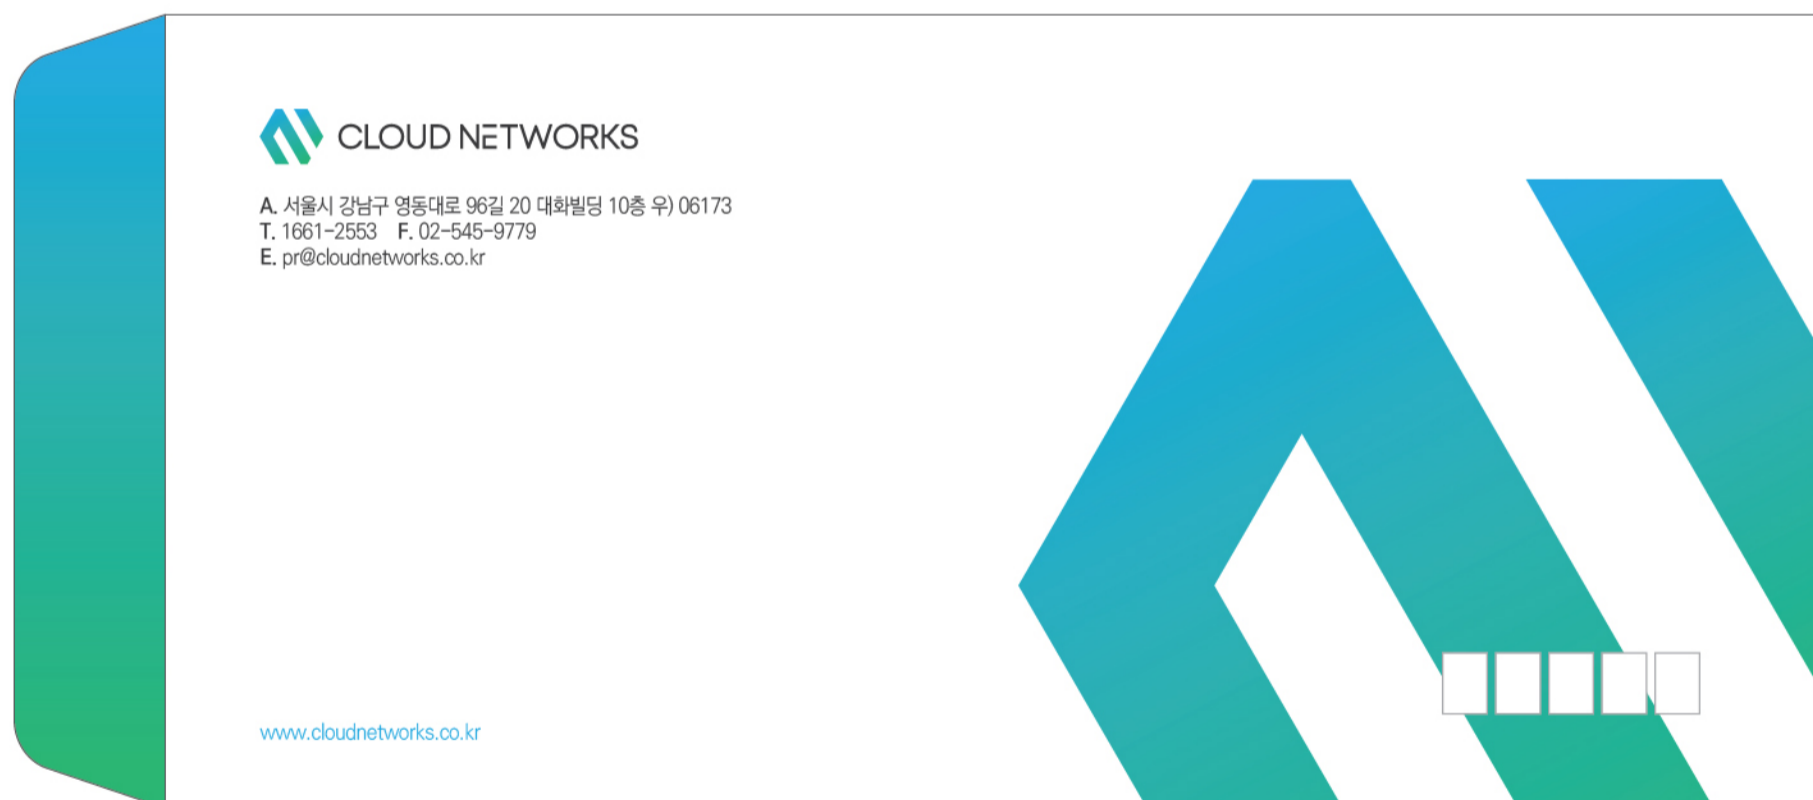 CLOUD NETWORKS
A. 서울시 강남구 영동대로 96길 20 대화빌딩 10층 우) 06173
T. 1661-2553 F. 02-545-9779
E. pr@cloudnetworks.co.kr
www.cloudnetworks.co.kr